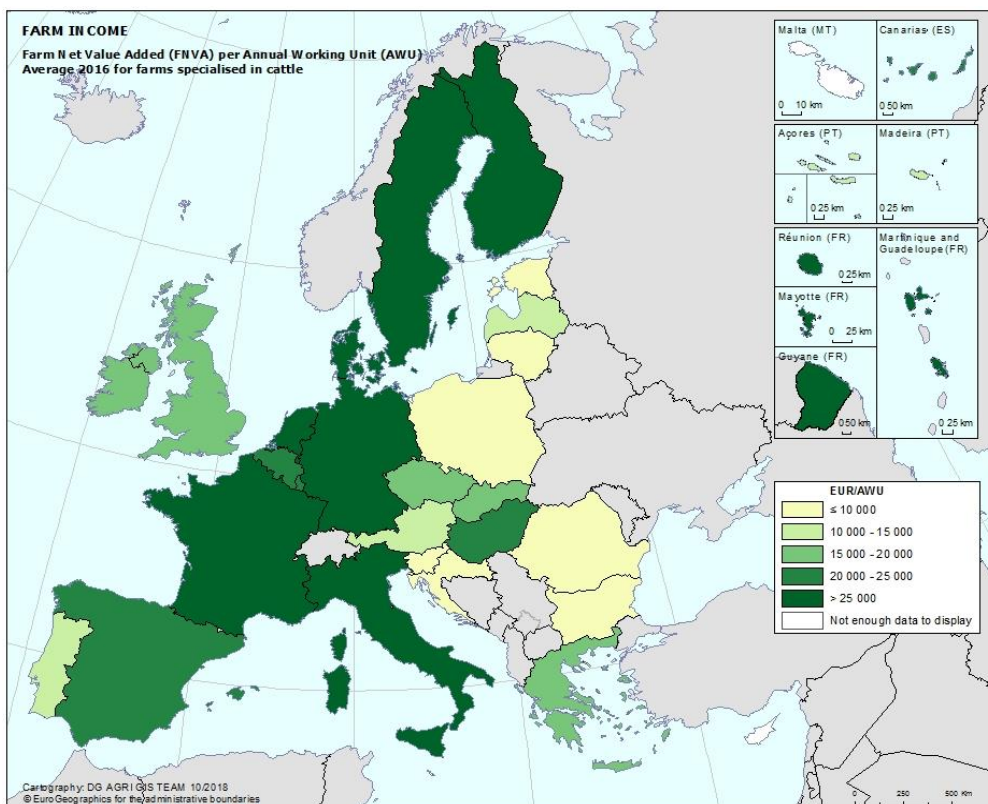 FARM INCOME
Farm Net Value Added (FNVA) per Annual Working Unit (AWU)
Average 2016 for farms specialised in cattle
Malta (MT)
0 10 km
Canarias (ES)
0 50 km
Açores (PT)
0 25 km
Madeira (PT)
0 25 km
Réunion (FR)
0 25 km
Martinique and
Guadeloupe (FR)
Mayotte (FR)
0 25 km
Guyane (FR)
0 50 km
0 25 km
EUR/AWU
≤ 10 000
10 000 - 15 000
15 000 - 20 000
20 000 - 25 000
> 25 000
Not enough data to display
Cartography: DG AGRI GIS TEAM 10/2018
© EuroGeographics for the administrative boundaries
0 250 500 Km